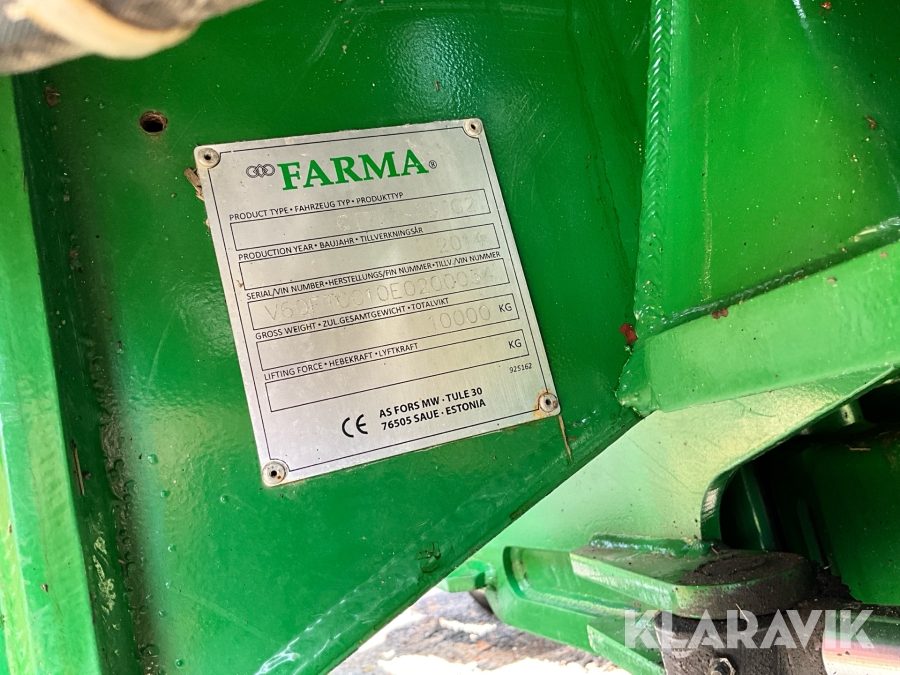 FARMA®
PRODUCT TYPE • FAHRZEUG TYP • PRODUKTTYP
PRODUCTION YEAR • BAUJAHR • TILLVERKNINGSÅR
2014
SERIAL/VIN NUMBER • HERSTELLUNGS/FIN NUMMER • TILLV./VIN NUMMER
GROSS WEIGHT • ZUL.GESAMTGEWICHT • TOTALVIKT
10000 KG
LIFTING FORCE • HEBEKRAFT • LYFTKRAFT
KG
925162
CE AS FORS MW · TULE 30
76505 SAUE · ESTONIA
KLARAVIK